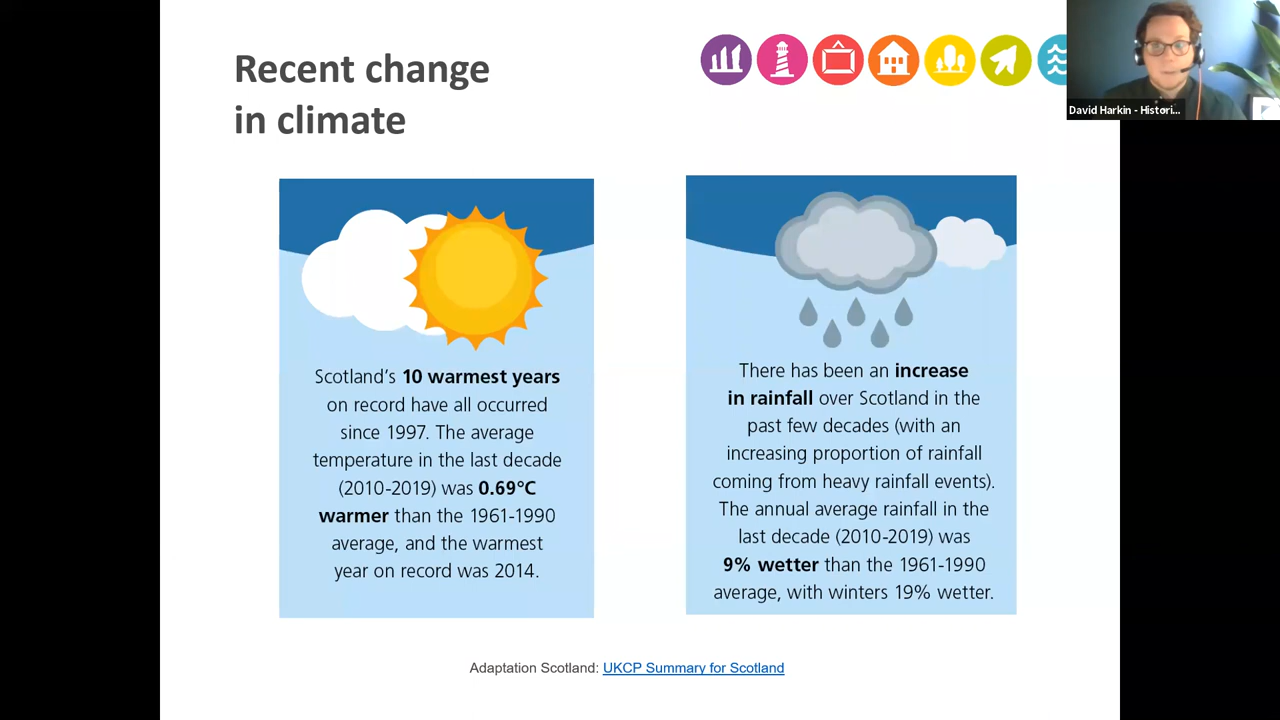 Recent change
in climate
David Harkin - Histori...
Scotland's 10 warmest years
on record have all occurred
since 1997. The average
temperature in the last decade
(2010-2019) was 0.69°C
warmer than the 1961-1990
average, and the warmest
year on record was 2014.
There has been an increase
in rainfall over Scotland in the
past few decades (with an
increasing proportion of rainfall
coming from heavy rainfall events).
The annual average rainfall in the
last decade (2010-2019) was
9% wetter than the 1961-1990
average, with winters 19% wetter.
Adaptation Scotland: UKCP Summary for Scotland